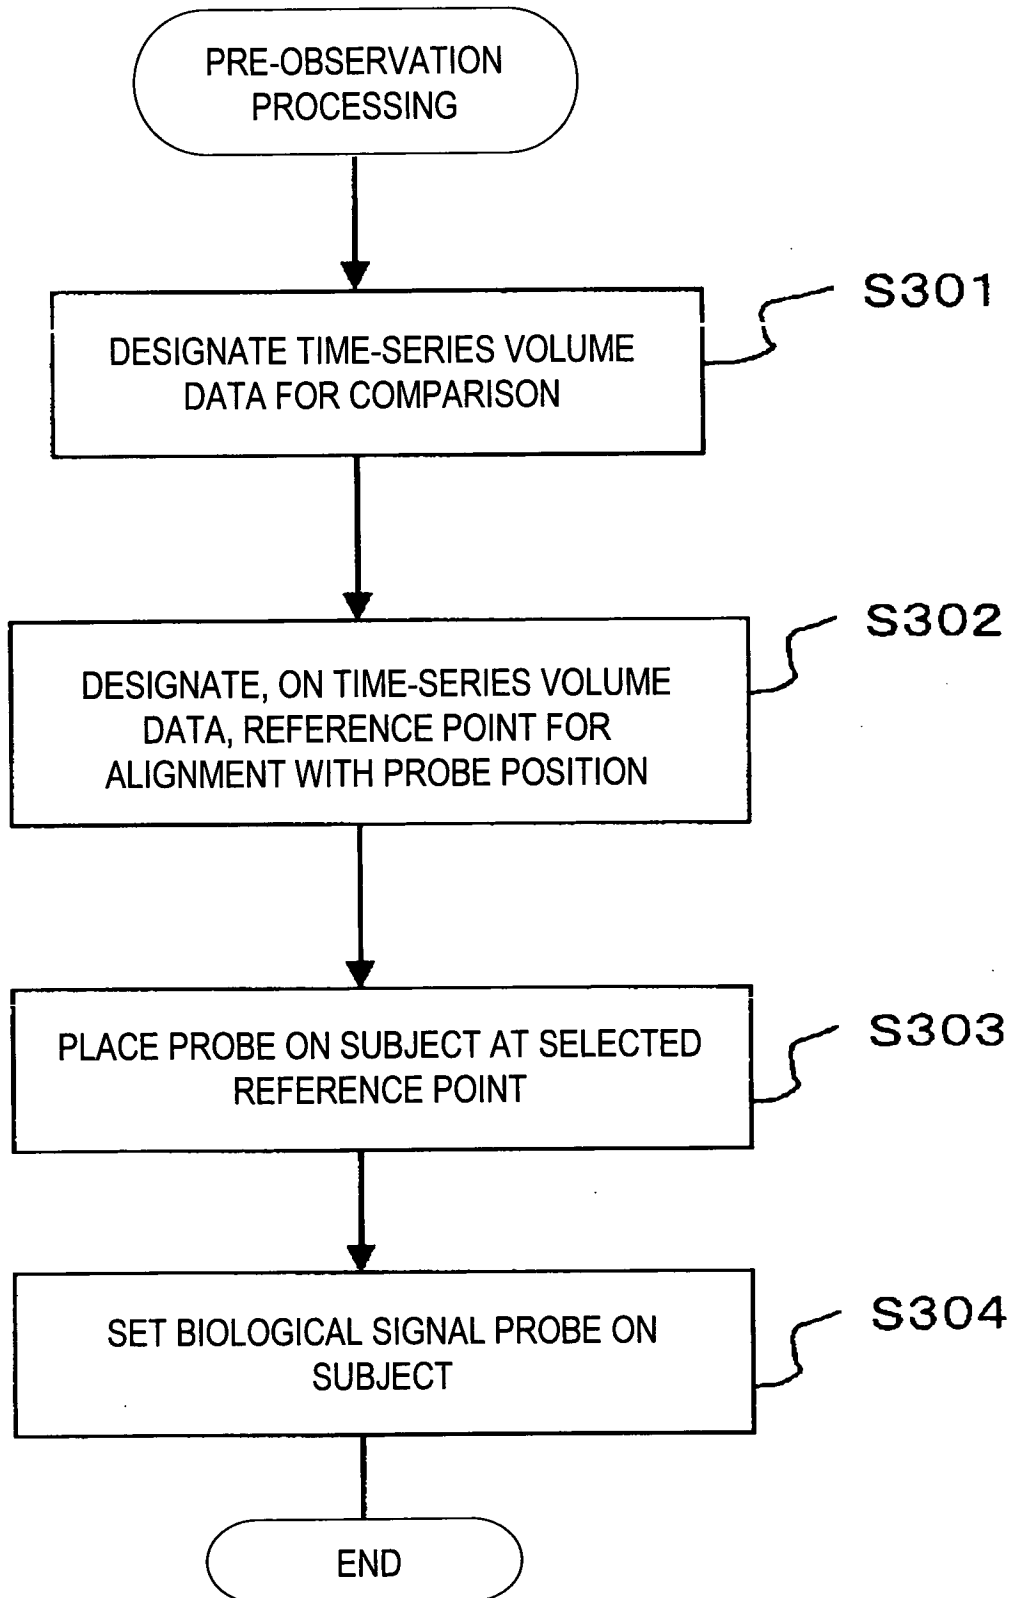 PRE-OBSERVATION
PROCESSING
S301
DESIGNATE TIME-SERIES VOLUME
DATA FOR COMPARISON
S302
DESIGNATE, ON TIME-SERIES VOLUME
DATA, REFERENCE POINT FOR
ALIGNMENT WITH PROBE POSITION
S303
PLACE PROBE ON SUBJECT AT SELECTED
REFERENCE POINT
S304
SET BIOLOGICAL SIGNAL PROBE ON
SUBJECT
END